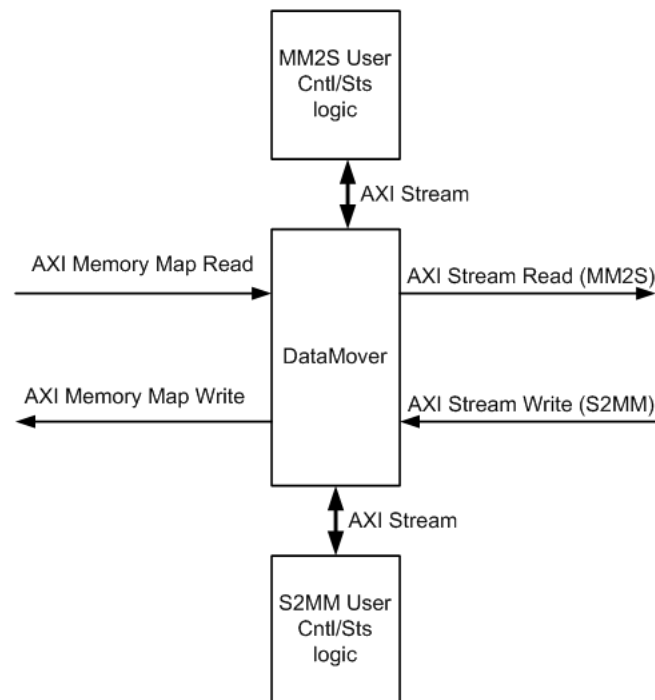 MM2S User
Cntl/Sts
logic
AXI Stream
AXI Memory Map Read
AXI Stream Read (MM2S)
DataMover
AXI Memory Map Write
AXI Stream Write (S2MM)
AXI Stream
S2MM User
Cntl/Sts
logic